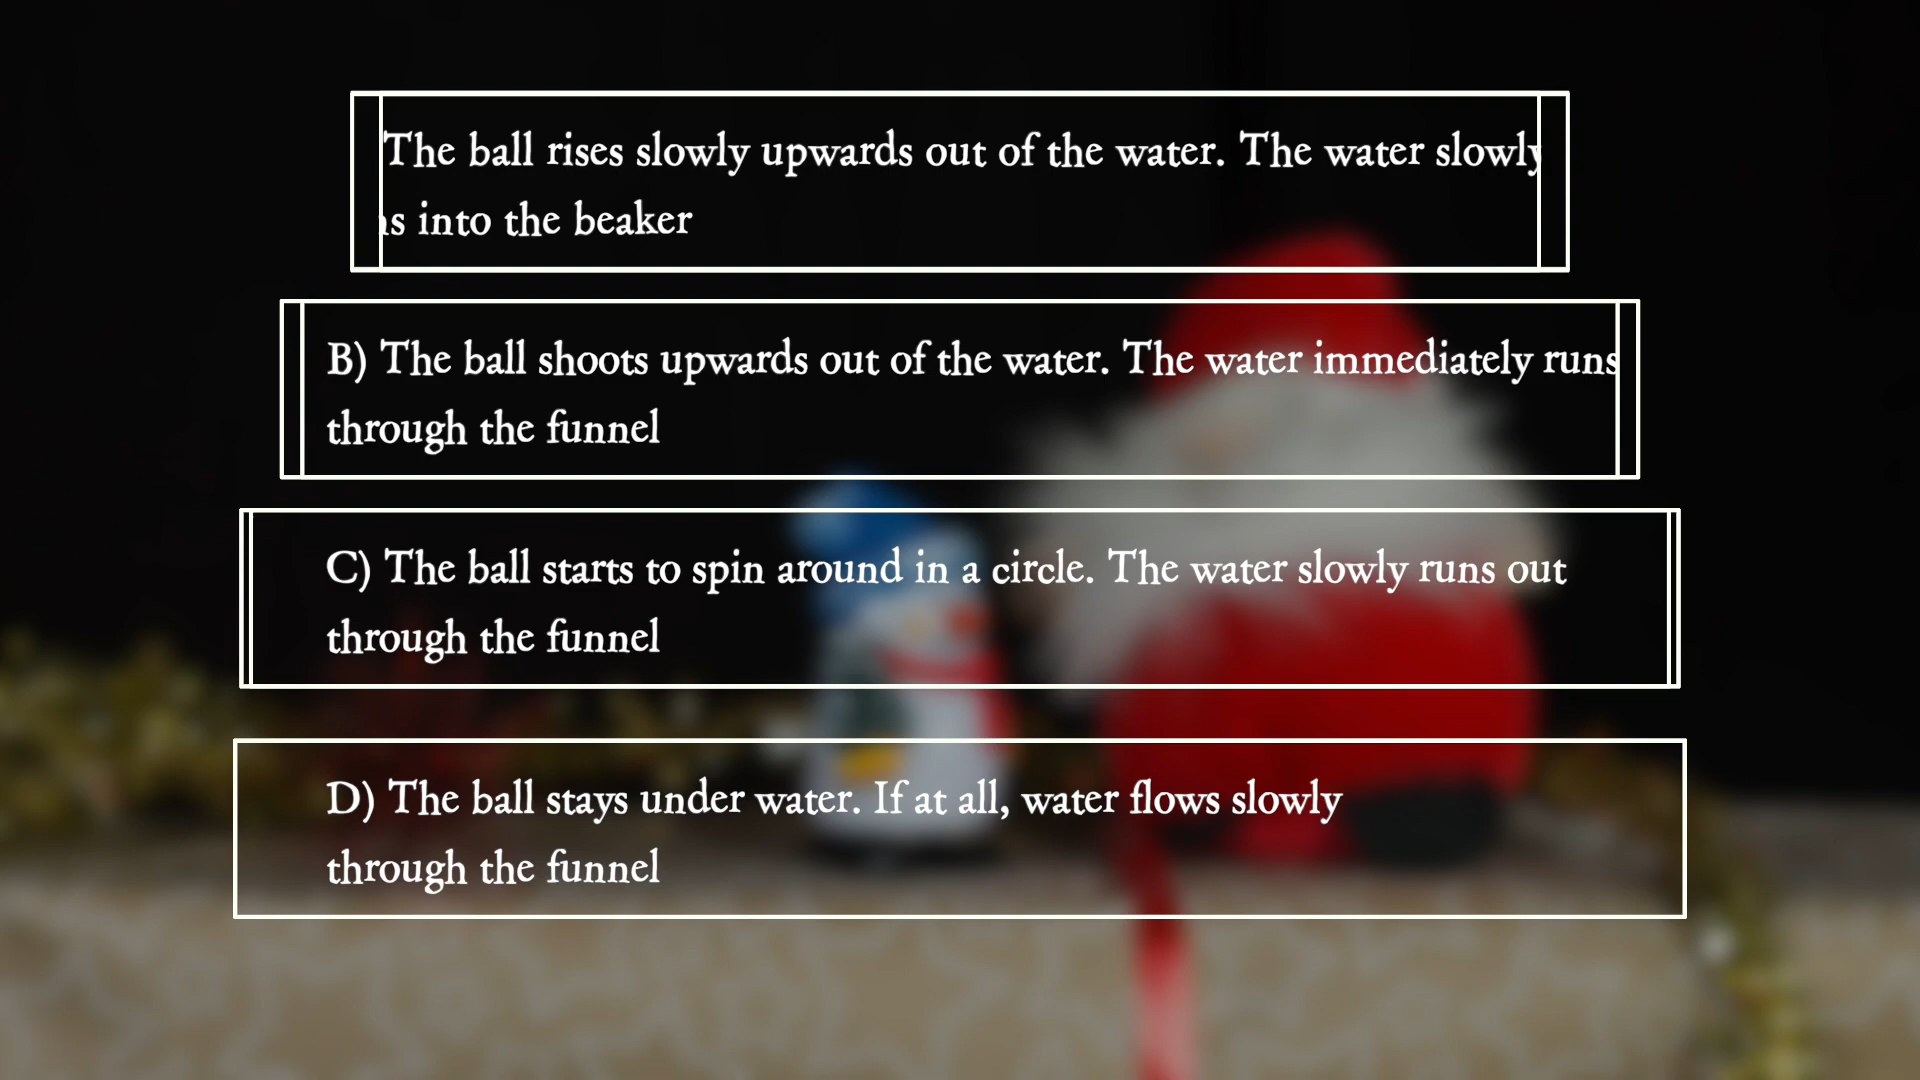 The ball rises slowly upwards out of the water. The water slowly
into the beaker
B) The ball shoots upwards out of the water. The water immediately runs
through the funnel
C) The ball starts to spin around in a circle. The water slowly runs out
through the funnel
D) The ball stays under water. If at all, water flows slowly
through the funnel